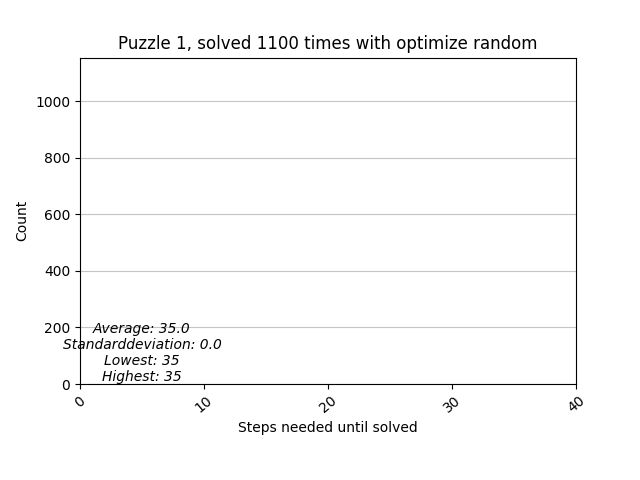 Puzzle 1, solved 1100 times with optimize random
1000
800
600
400
200
0
Count
Average: 35.0
Standarddeviation: 0.0
Lowest: 35
Highest: 35
0
10
20
30
40
Steps needed until solved